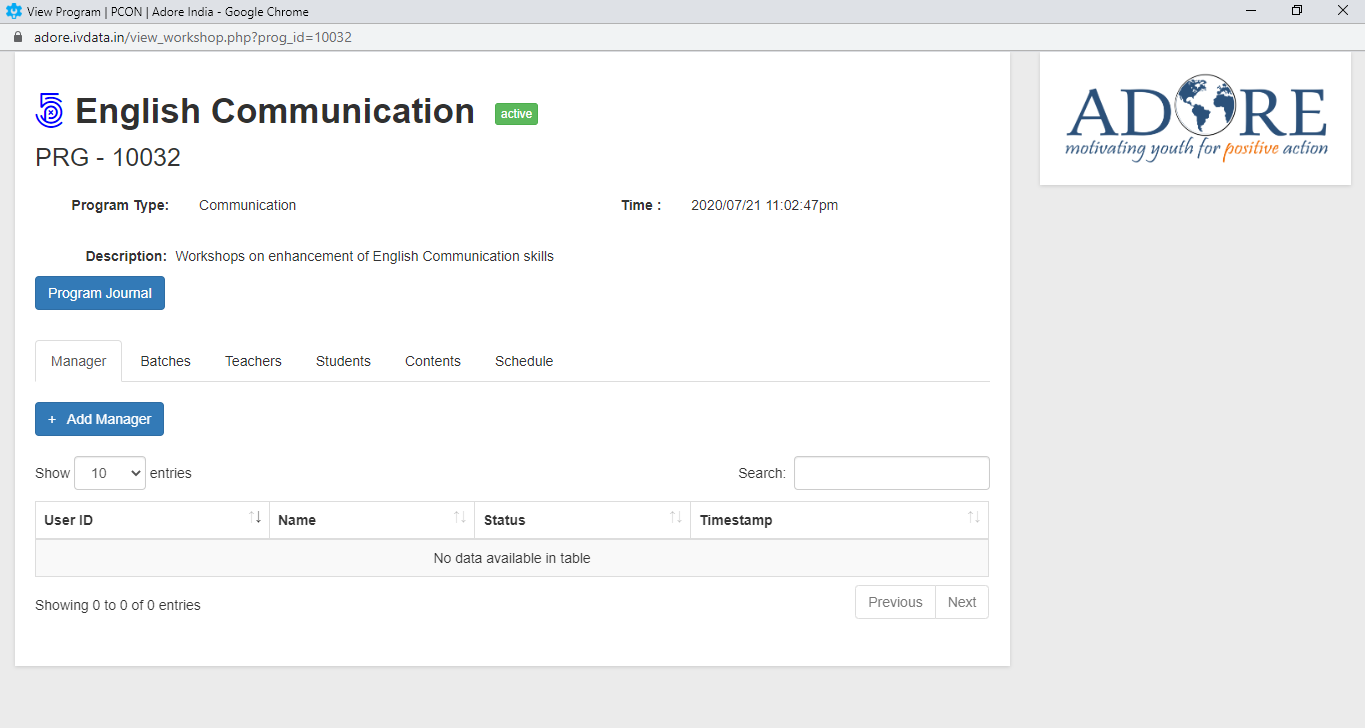 View Program | PCON | Adore India - Google Chrome
adore.ivdata.in/view_workshop.php?prog_id=10032
English Communication active
PRG - 10032
Program Type: Communication Time : 2020/07/21 11:02:47pm
Description: Workshops on enhancement of English Communication skills
Program Journal
Manager Batches Teachers Students Contents Schedule
+ Add Manager
Show 10 entries Search:
User ID Name Status Timestamp
No data available in table
Showing 0 to 0 of 0 entries Previous Next
ADORE
motivating youth for positive action